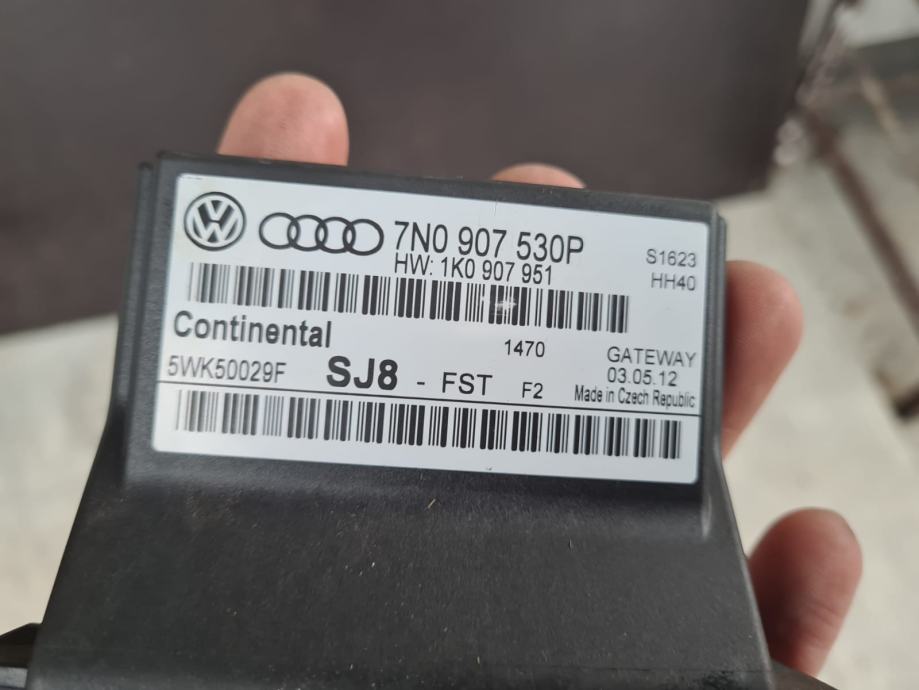 7N0 907 530P
HW: 1K0 907 951
S1623
HH40
Continental
1470
GATEWAY
5WK50029F
SJ8 - FST F2
03.05.12
Made in Czech Republic